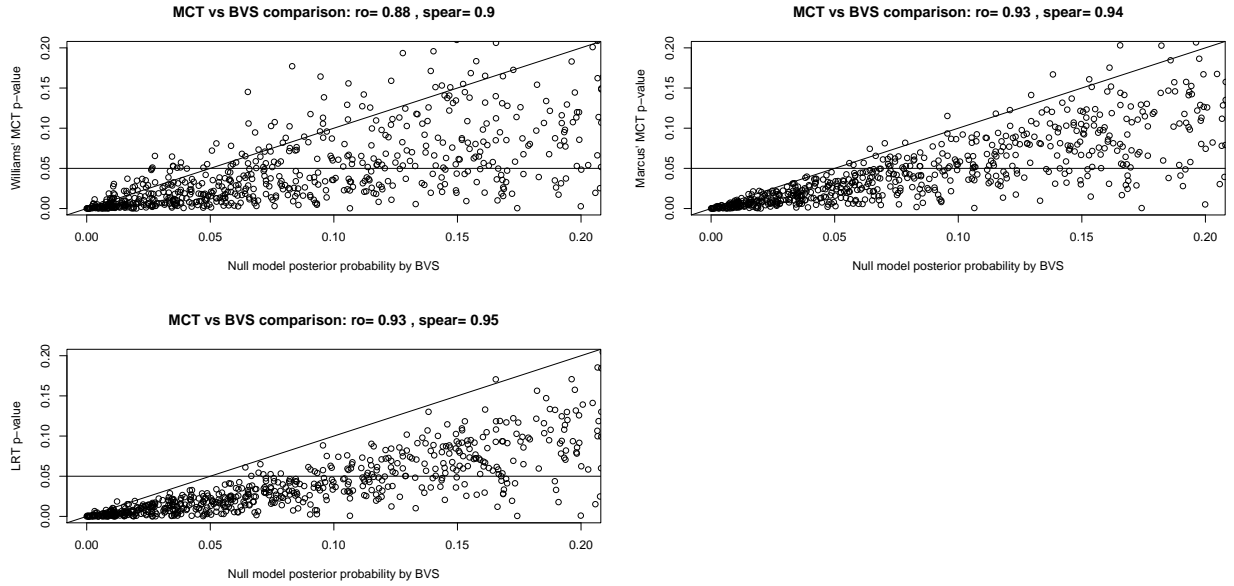 MCT vs BVS comparison: ro= 0.88 , spear= 0.9
Williams' MCT p-value
0.00 0.05 0.10 0.15 0.20
0.00 0.05 0.10 0.15 0.20
Null model posterior probability by BVS
MCT vs BVS comparison: ro= 0.93 , spear= 0.94
Marcus' MCT p-value
0.00 0.05 0.10 0.15 0.20
0.00 0.05 0.10 0.15 0.20
Null model posterior probability by BVS
MCT vs BVS comparison: ro= 0.93 , spear= 0.95
LRT p-value
0.00 0.05 0.10 0.15 0.20
0.00 0.05 0.10 0.15 0.20
Null model posterior probability by BVS